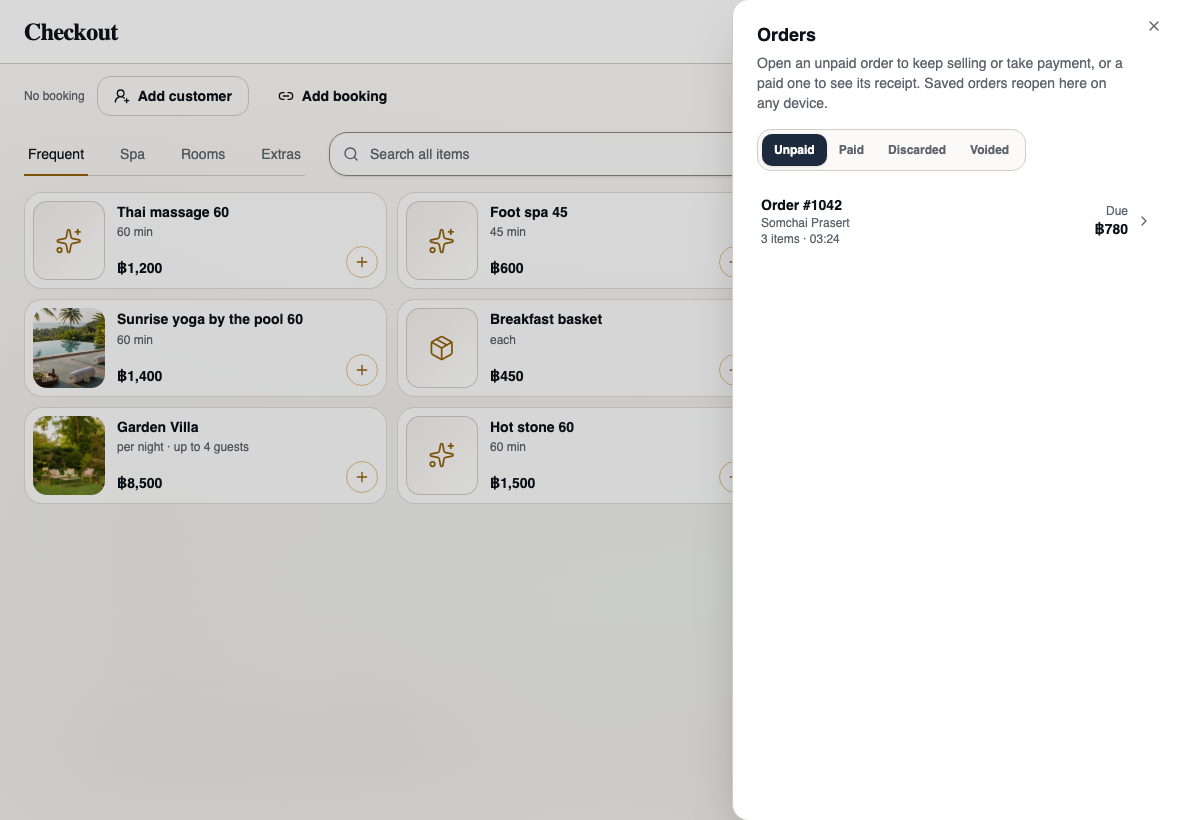 Checkout
No booking
Add customer
Add booking
Frequent
Spa
Rooms
Extras
Search all items
Thai massage 60
60 min
฿1,200
Foot spa 45
45 min
฿600
Sunrise yoga by the pool 60
60 min
฿1,400
Breakfast basket
each
฿450
Garden Villa
per night · up to 4 guests
฿8,500
Hot stone 60
60 min
฿1,500
Orders
Open an unpaid order to keep selling or take payment, or a
paid one to see its receipt. Saved orders reopen here on
any device.
Unpaid
Paid
Discarded
Voided
Order #1042
Somchai Prasert
3 items · 03:24
Due
฿780